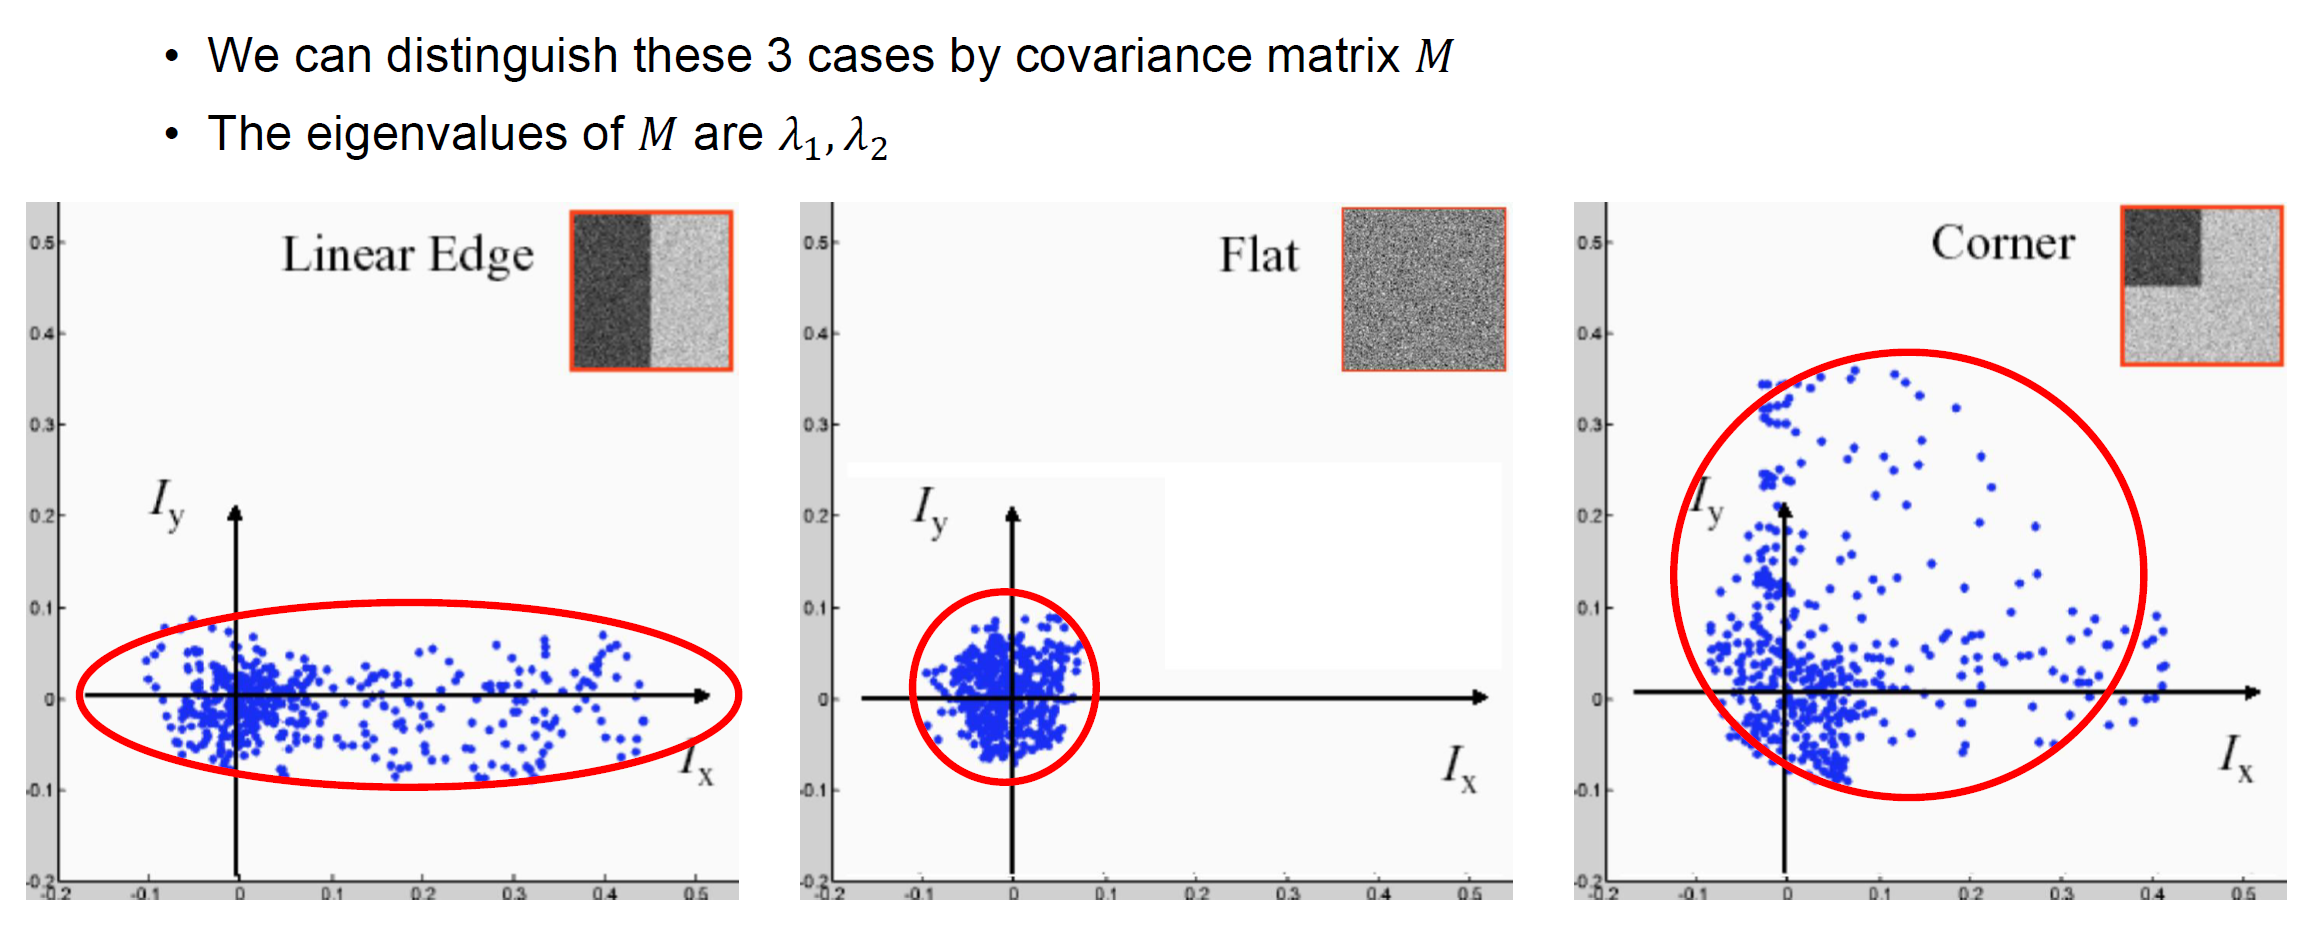 • We can distinguish these 3 cases by covariance matrix M
• The eigenvalues of M are λ₁, λ₂
Linear Edge
0.5
0.4
0.3
0.2
0.1
0
-0.1
-0.2
I_y
I_x
-0.2 -0.1 0 0.1 0.2 0.3 0.4 0.5
Flat
0.5
0.4
0.3
0.2
0.1
0
-0.1
-0.2
I_y
I_x
-0.2 -0.1 0 0.1 0.2 0.3 0.4 0.5
Corner
0.5
0.4
0.3
0.2
0.1
0
-0.1
-0.2
I_y
I_x
-0.2 -0.1 0 0.1 0.2 0.3 0.4 0.5